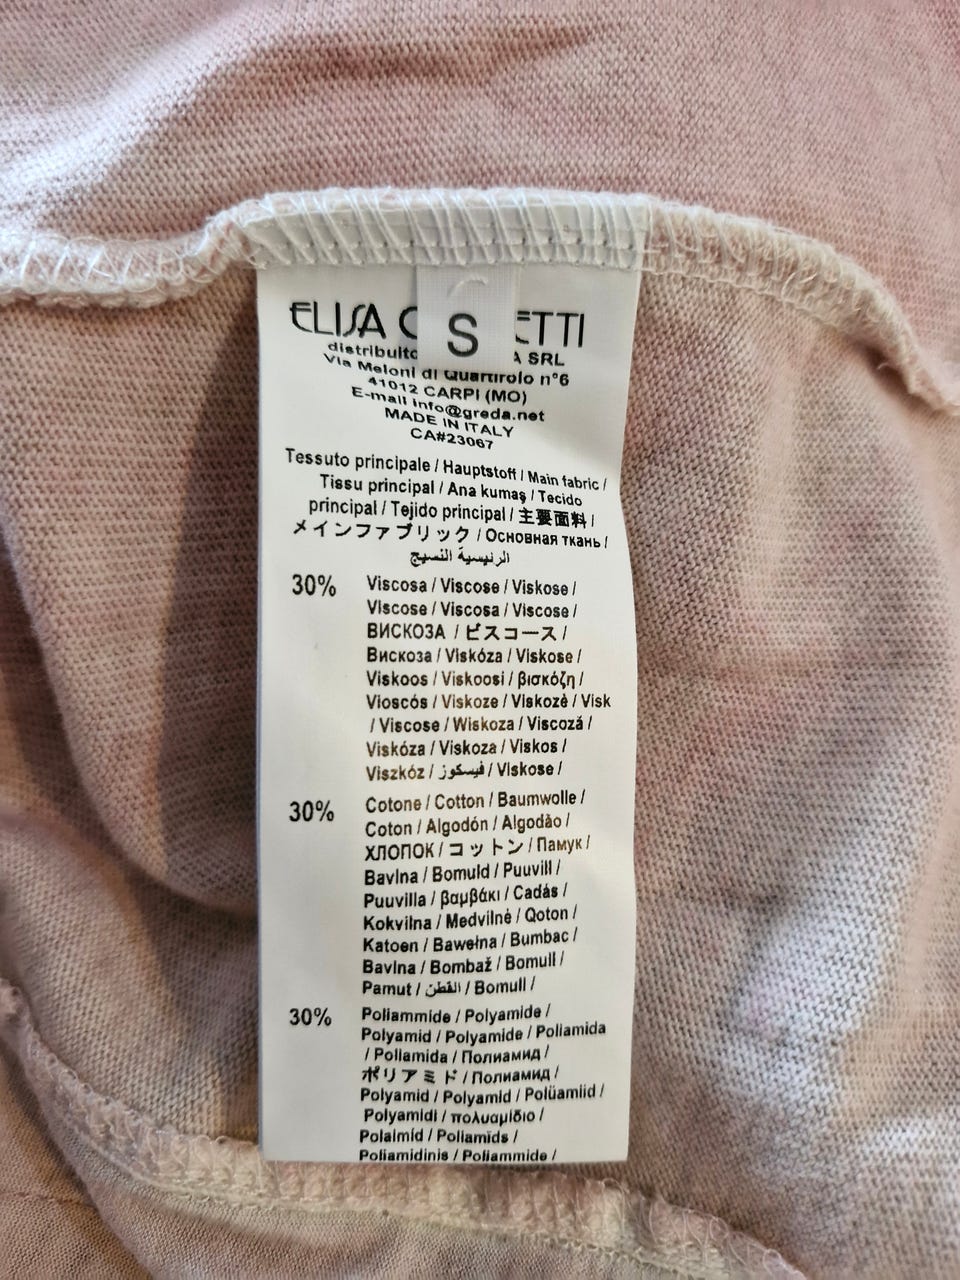 ELISA C ETTI
S
distribuito A SRL
Via Meloni di Quartirolo n°6
41012 CARPI (MO)
E-mail info@greda.net
MADE IN ITALY
CA#23067
Tessuto principale / Hauptstoff / Main fabric /
Tissu principal / Ana kumaş / Tecido
principal / Tejido principal / 主要面料 /
メインファブリック / Основная ткань /
الرئيسية النسيج
30% Viscosa / Viscose / Viskose /
Viscose / Viscosa / Viscose /
ВИСКОЗА / ビスコース /
Вискоза / Viskóza / Viskose /
Viskoos / Viskoosi / βισκόζη /
Vioscós / Viskoze / Viskozė / Visk
/ Viscose / Wiskoza / Viscoză /
Viskóza / Viskoza / Viskos /
Viszkóz / فيسكوز / Viskose /
30% Cotone / Cotton / Baumwolle /
Coton / Algodón / Algodão /
ХЛОПОК / コットン / Памук /
Bavlna / Bomuld / Puuvill /
Puuvilla / βαμβάκι / Cadás /
Kokvilna / Medvilnė / Qoton /
Katoen / Bawełna / Bumbac /
Bavlna / Bombaž / Bomull /
Pamut / القطن / Bomull /
30% Poliammide / Polyamide /
Polyamid / Polyamide / Poliamida
/ Poliamida / Полиамид /
ポリアミド / Полиамид /
Polyamid / Polyamid / Polüamiid /
Polyamidi / πολυαμίδιο /
Polaimíd / Poliamīds /
Poliamidinis / Poliammide /